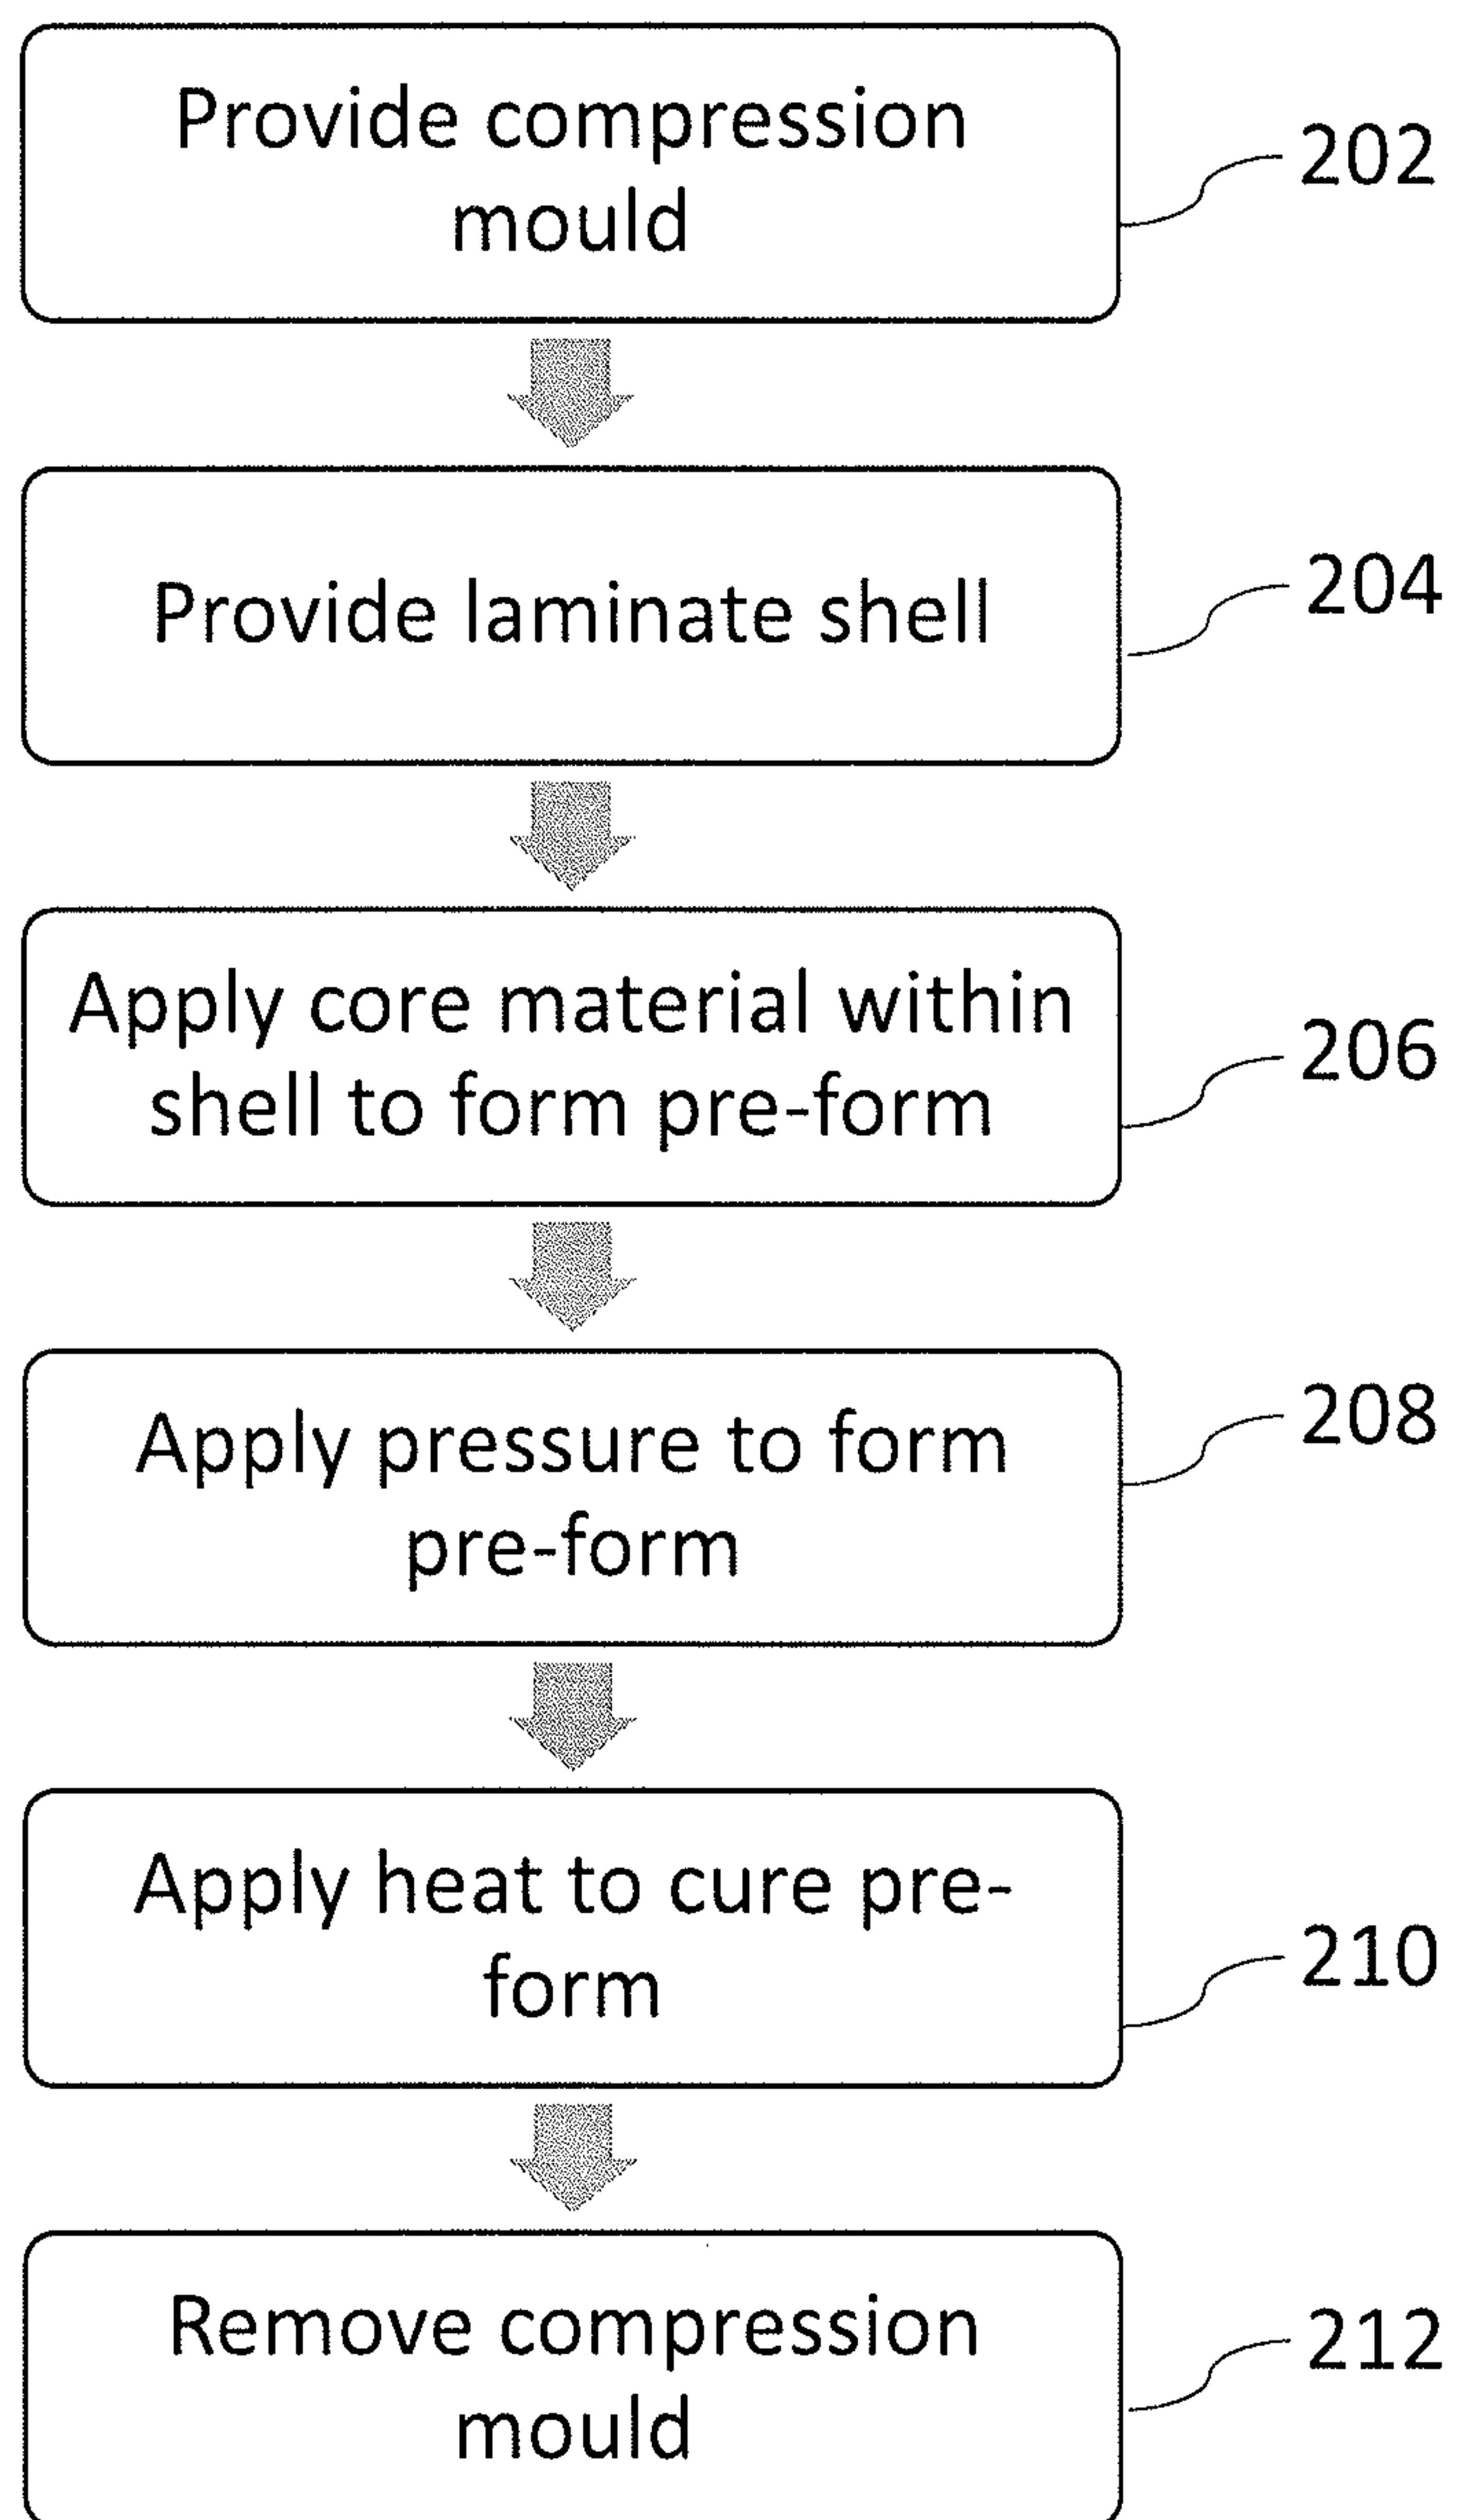 Provide compression
mould
202
Provide laminate shell
204
Apply core material within
shell to form pre-form
206
Apply pressure to form
pre-form
208
Apply heat to cure pre-
form
210
Remove compression
mould
212